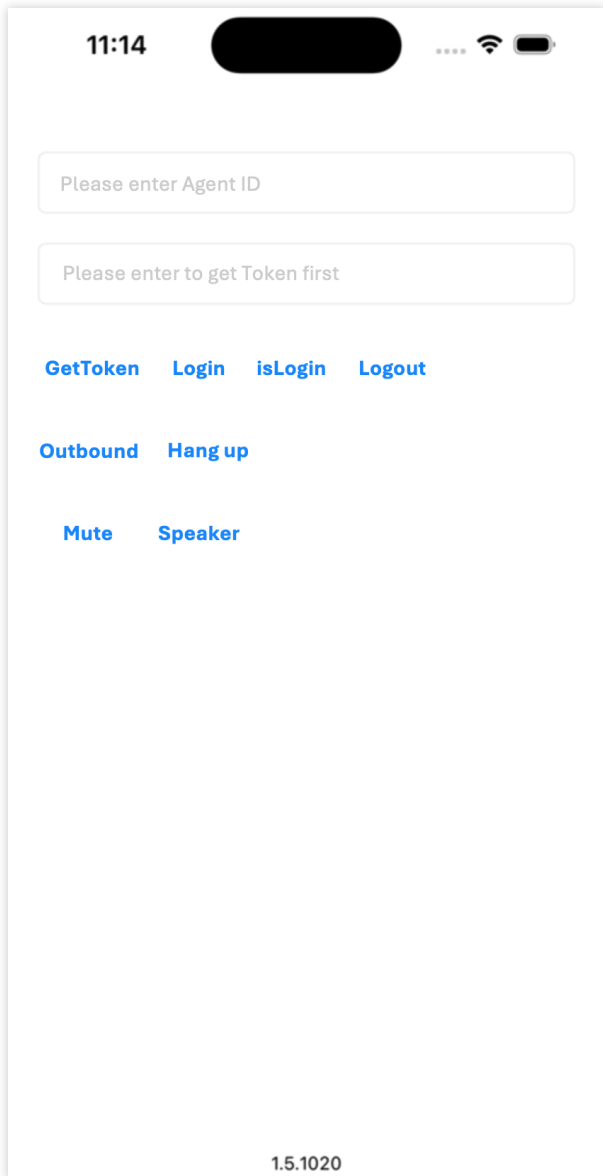 11:14
Please enter Agent ID
Please enter to get Token first
GetToken Login isLogin Logout
Outbound Hang up
Mute Speaker
1.5.1020